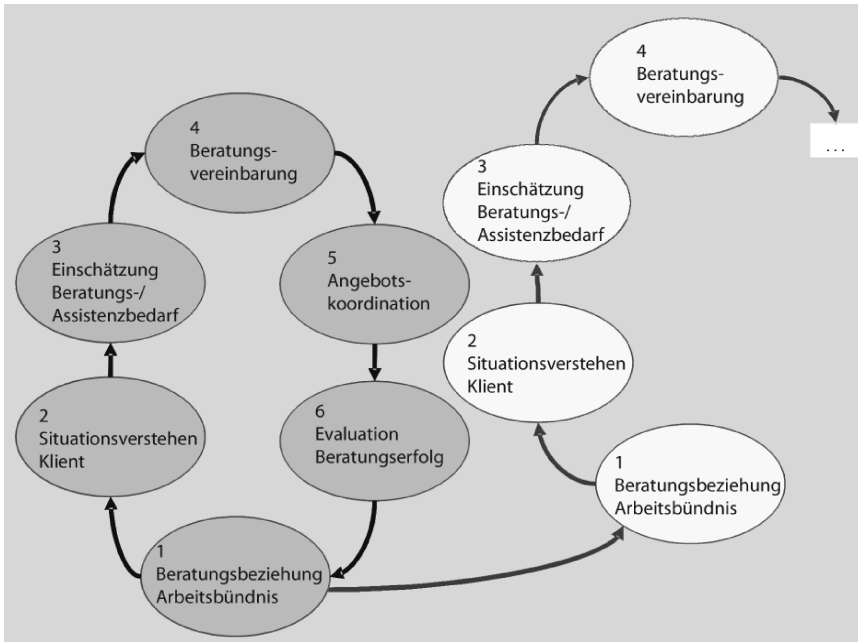 4
Beratungs-
vereinbarung
3
Einschätzung
Beratungs-/
Assistenzbedarf
5
Angebots-
koordination
2
Situationsverstehen
Klient
6
Evaluation
Beratungserfolg
1
Beratungsbeziehung
Arbeitsbündnis
4
Beratungs-
vereinbarung
...
3
Einschätzung
Beratungs-/
Assistenzbedarf
2
Situationsverstehen
Klient
1
Beratungsbeziehung
Arbeitsbündnis